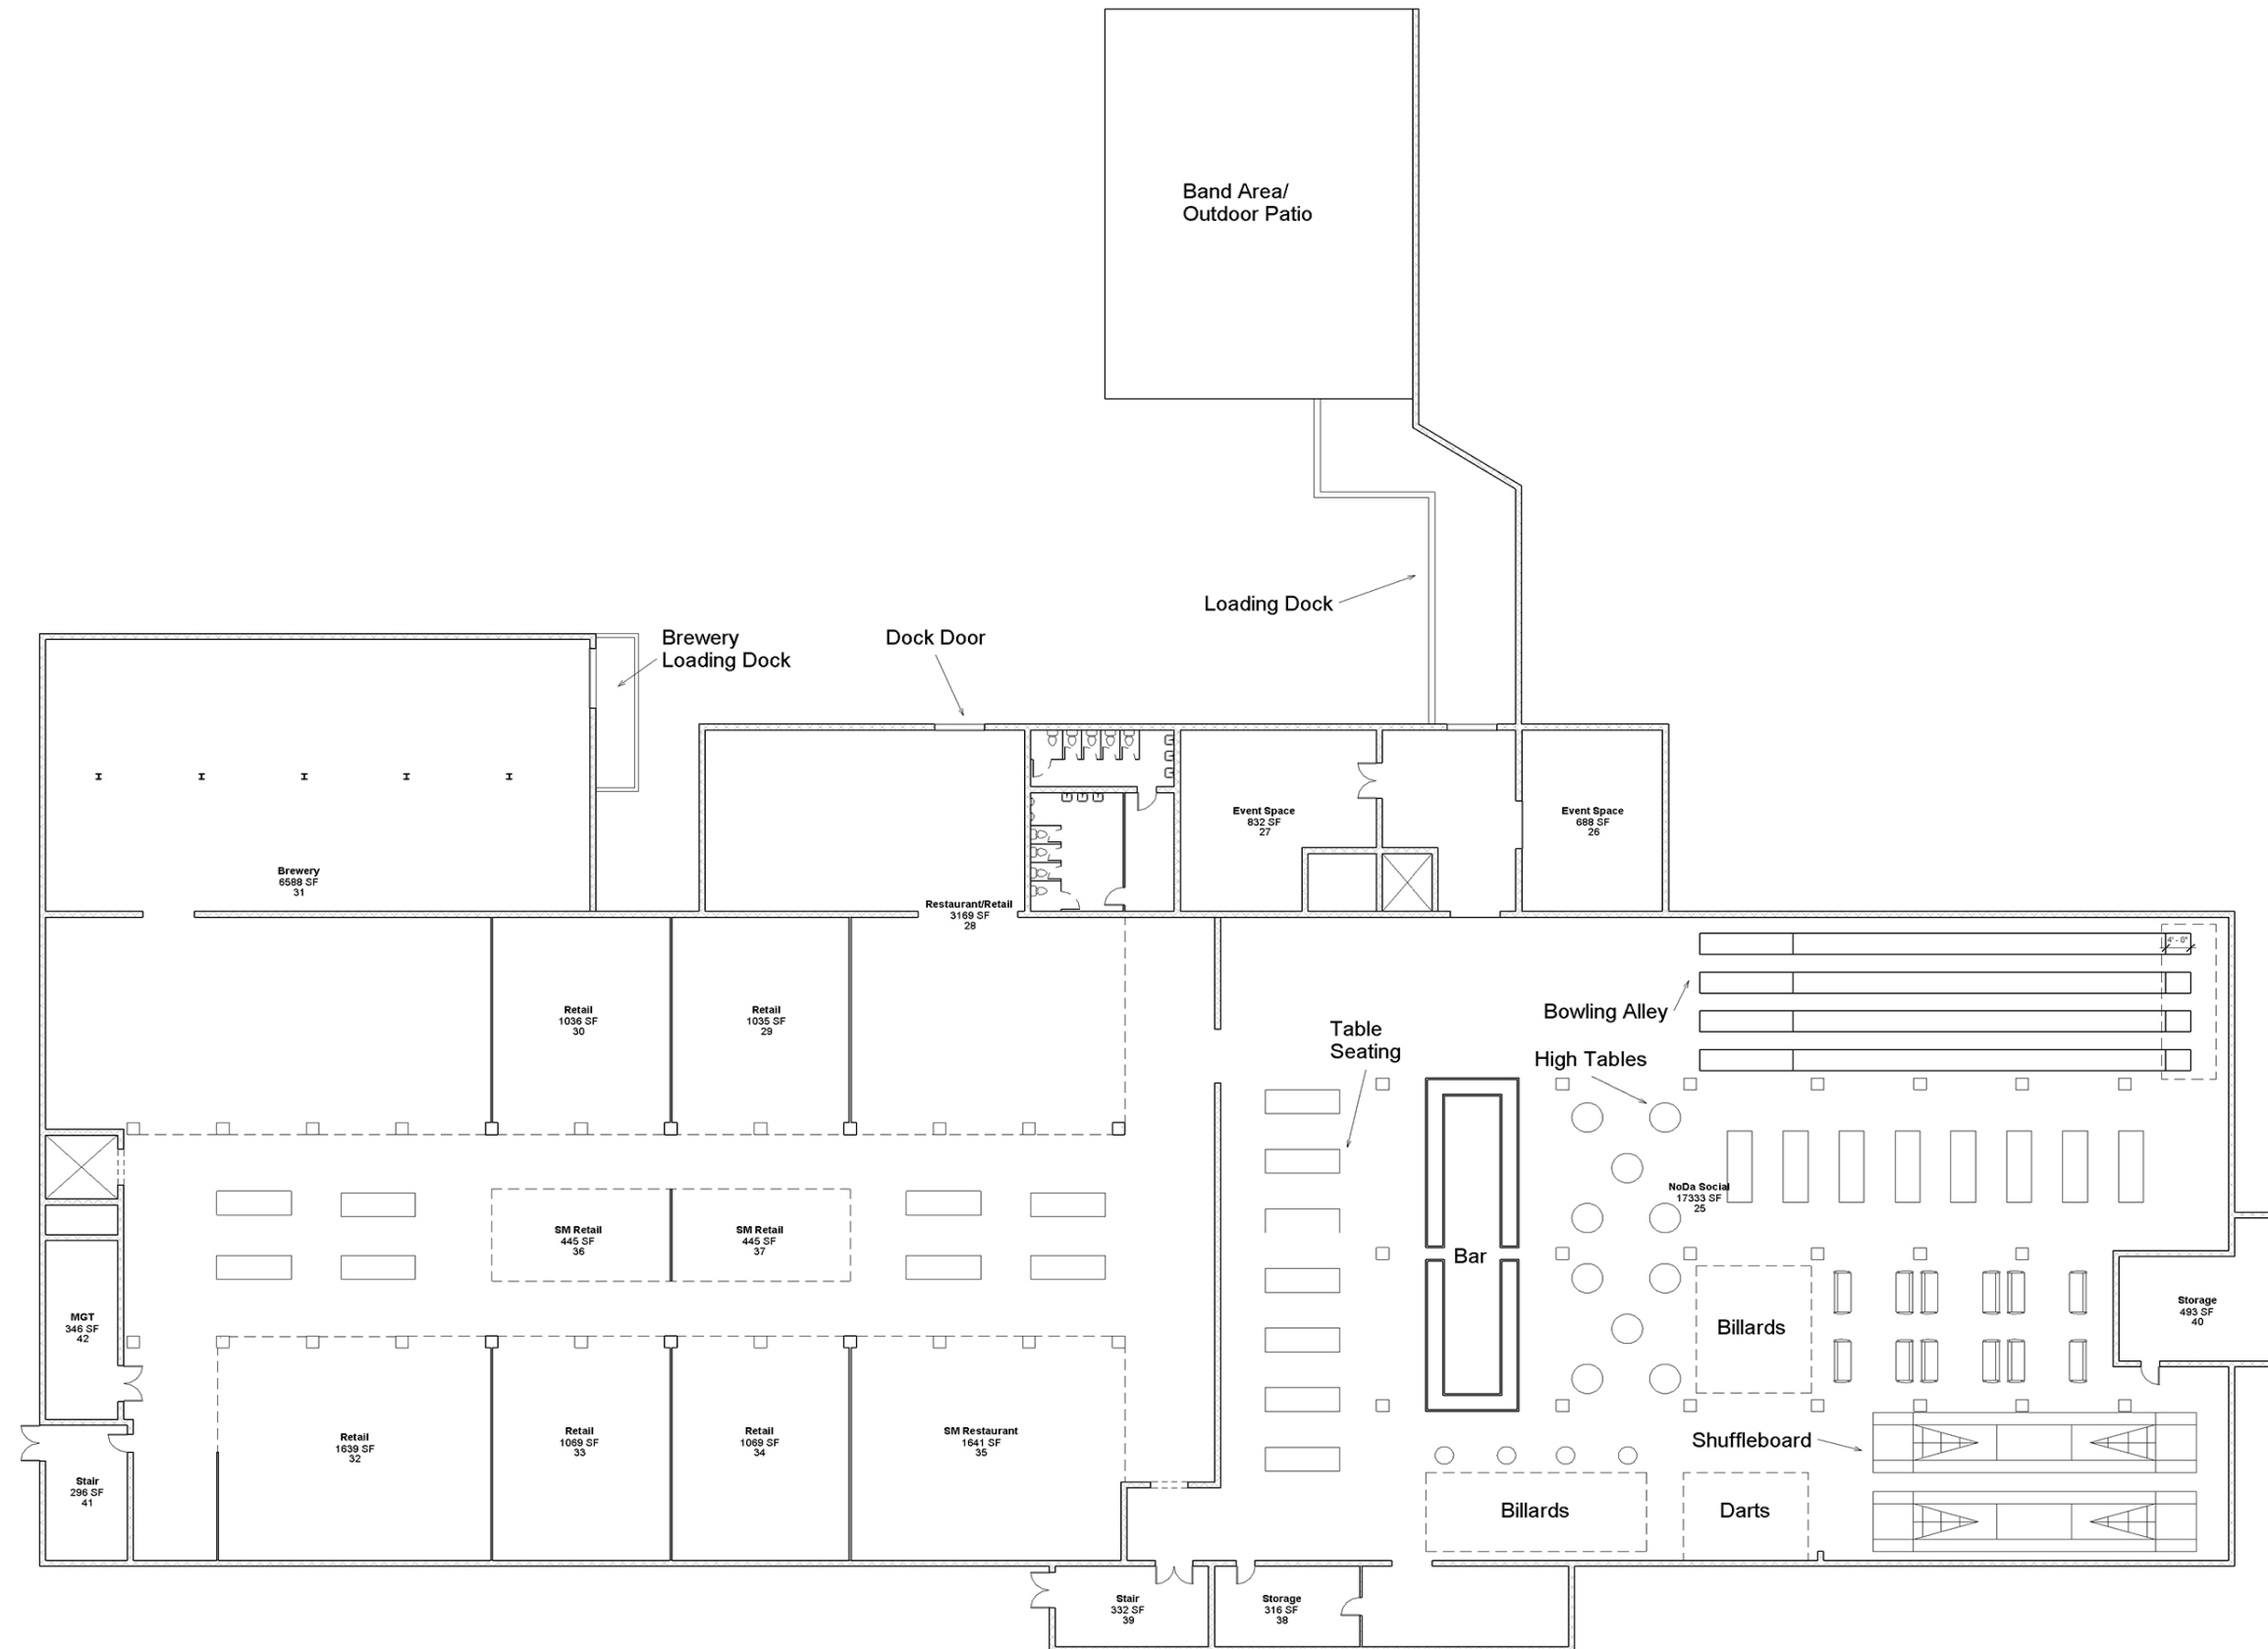 Band Area/
Outdoor Patio
Loading Dock
Brewery
Loading Dock
Dock Door
Event Space
832 SF
27
Event Space
688 SF
26
Brewery
6588 SF
31
Restaurant/Retail
3169 SF
28
4' - 0"
Retail
1036 SF
30
Retail
1035 SF
29
Bowling Alley
Table
Seating
High Tables
NoDa Social
17333 SF
25
SM Retail
445 SF
36
SM Retail
445 SF
37
Bar
MGT
346 SF
42
Billards
Storage
493 SF
40
Retail
1639 SF
32
Retail
1069 SF
33
Retail
1069 SF
34
SM Restaurant
1641 SF
35
Shuffleboard
Stair
296 SF
41
Billards
Darts
Stair
332 SF
39
Storage
316 SF
38